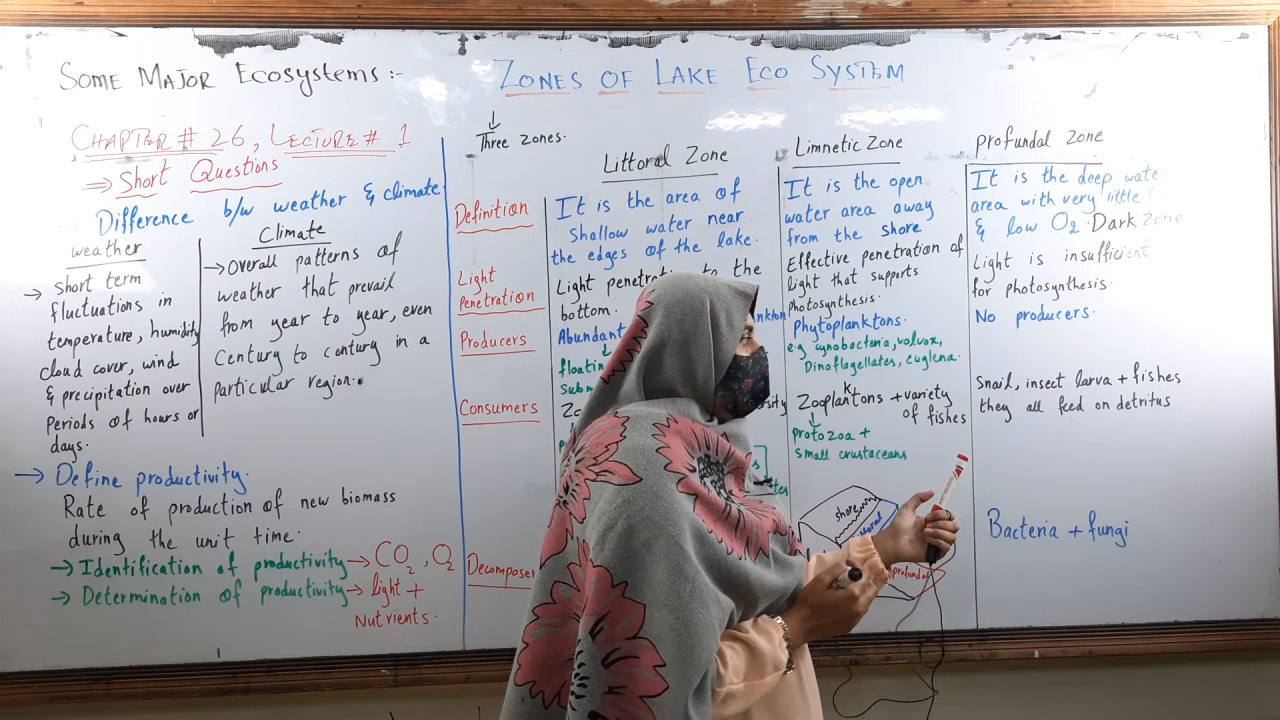 SOME MAJOR ECOSYSTEMS :-
CHAPTER # 26, LECTURE # 1
⇒ Short Questions
Difference b/w weather & climate
weather
→ short term
fluctuations in
temperature, humidity
cloud cover, wind
& precipitation over
Periods of hours or
days.
Climate
→ Overall patterns of
weather that prevail
from year to year, even
Century to century in a
particular region.
→ Define productivity.
Rate of production of new biomass
during the unit time.
→ Identification of productivity → CO2, O2
→ Determination of productivity → light +
Nutrients.
ZONES OF LAKE ECO SYSTEM
↓
Three zones.
Definition
Light
Penetration
Producers
Consumers
Littoral Zone
It is the area of
Shallow water near
the edges of the lake.
Light to the
bottom.
Abundant
Limnetic Zone
It is the open
water area away
from the shore
Effective penetration of
light that supports
photosynthesis.
Phytoplanktons.
e.g cynobacteria, volvox,
Dinoflagellates, euglena.
Zooplanktons + variety
of fishes
↓
protozoa +
small crustaceans
shore
profundal
profundal Zone
It is the deep
area with very little
& low O2. Dark
Light is insufficient
for photosynthesis.
No producers.
Snail, insect larva + fishes
they all feed on detritus
Bacteria + fungi